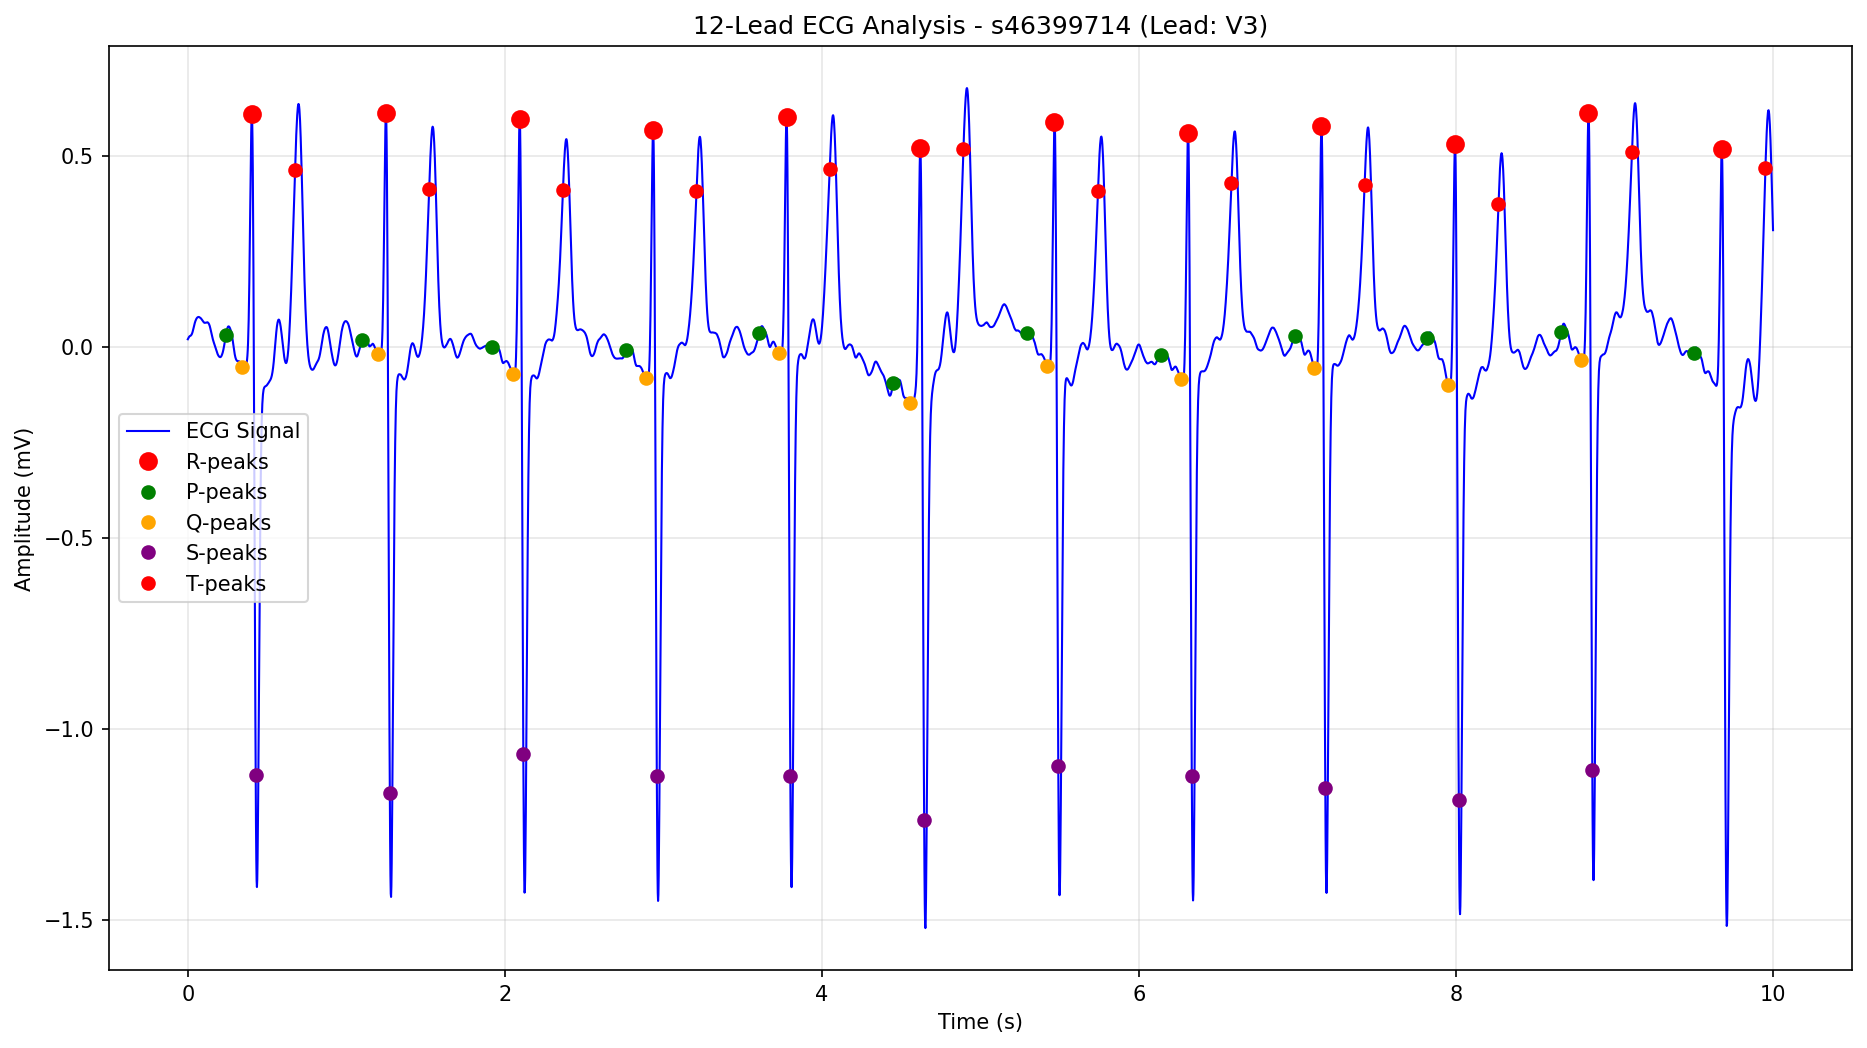 12-Lead ECG Analysis - s46399714 (Lead: V3)
Amplitude (mV)
0.5
0.0
−0.5
−1.0
−1.5
ECG Signal
R-peaks
P-peaks
Q-peaks
S-peaks
T-peaks
0 2 4 6 8 10
Time (s)